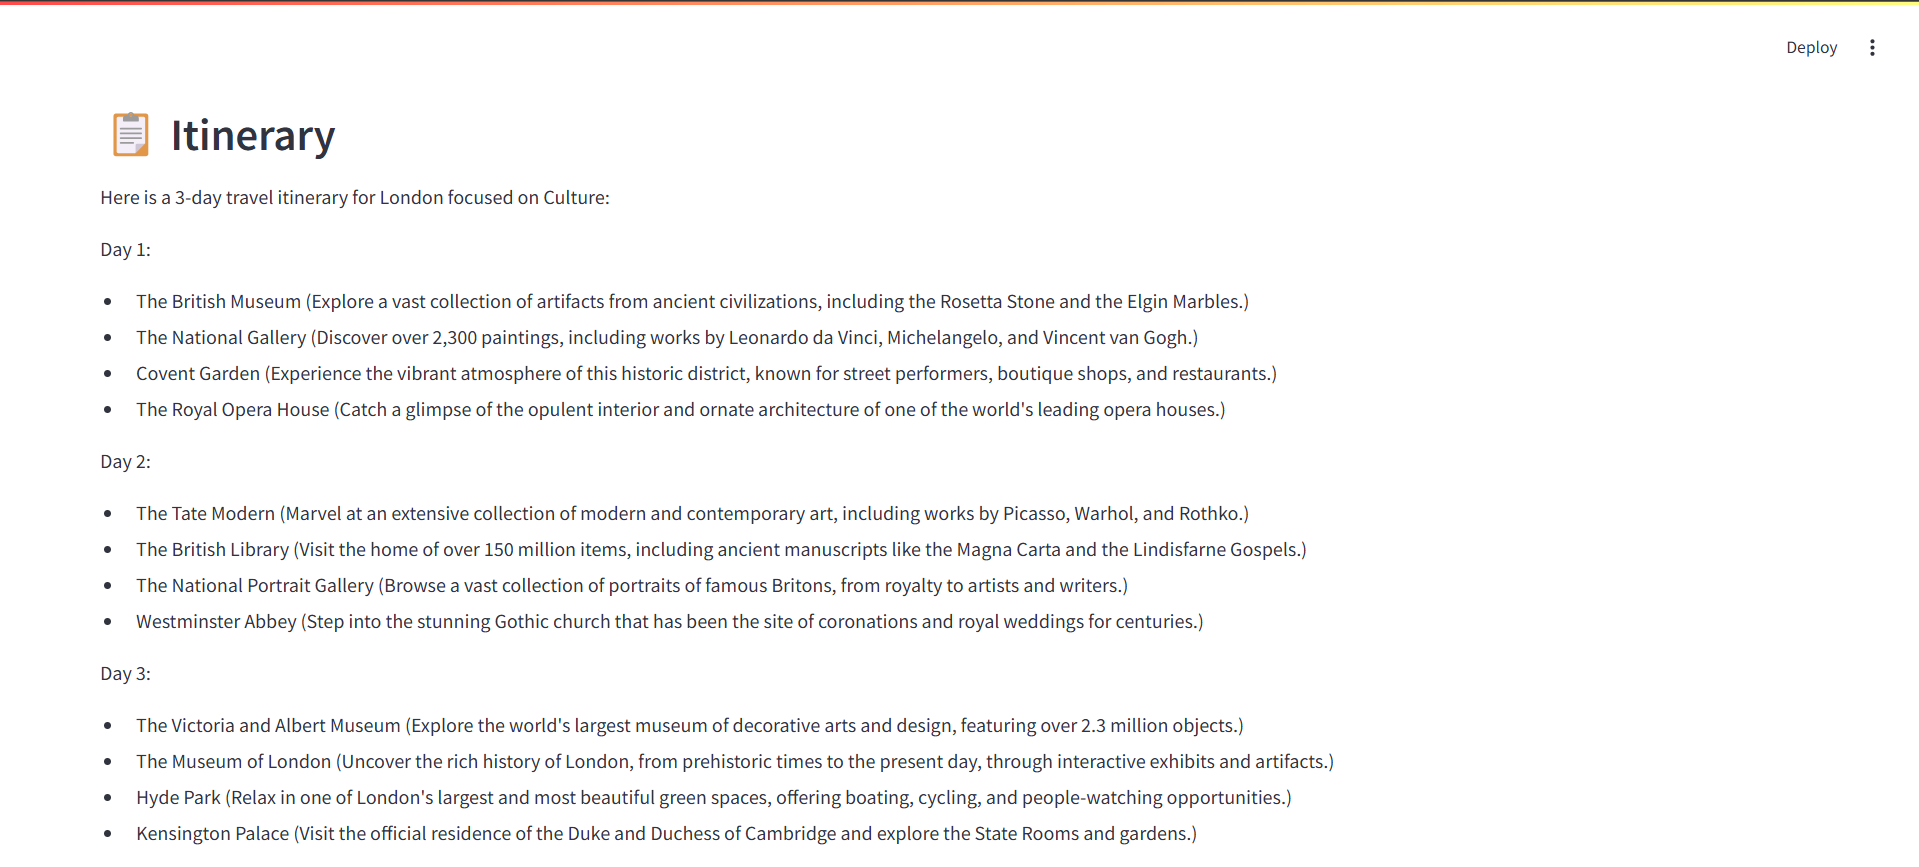 Deploy
Itinerary
Here is a 3-day travel itinerary for London focused on Culture:
Day 1:
The British Museum (Explore a vast collection of artifacts from ancient civilizations, including the Rosetta Stone and the Elgin Marbles.)
The National Gallery (Discover over 2,300 paintings, including works by Leonardo da Vinci, Michelangelo, and Vincent van Gogh.)
Covent Garden (Experience the vibrant atmosphere of this historic district, known for street performers, boutique shops, and restaurants.)
The Royal Opera House (Catch a glimpse of the opulent interior and ornate architecture of one of the world's leading opera houses.)
Day 2:
The Tate Modern (Marvel at an extensive collection of modern and contemporary art, including works by Picasso, Warhol, and Rothko.)
The British Library (Visit the home of over 150 million items, including ancient manuscripts like the Magna Carta and the Lindisfarne Gospels.)
The National Portrait Gallery (Browse a vast collection of portraits of famous Britons, from royalty to artists and writers.)
Westminster Abbey (Step into the stunning Gothic church that has been the site of coronations and royal weddings for centuries.)
Day 3:
The Victoria and Albert Museum (Explore the world's largest museum of decorative arts and design, featuring over 2.3 million objects.)
The Museum of London (Uncover the rich history of London, from prehistoric times to the present day, through interactive exhibits and artifacts.)
Hyde Park (Relax in one of London's largest and most beautiful green spaces, offering boating, cycling, and people-watching opportunities.)
Kensington Palace (Visit the official residence of the Duke and Duchess of Cambridge and explore the State Rooms and gardens.)